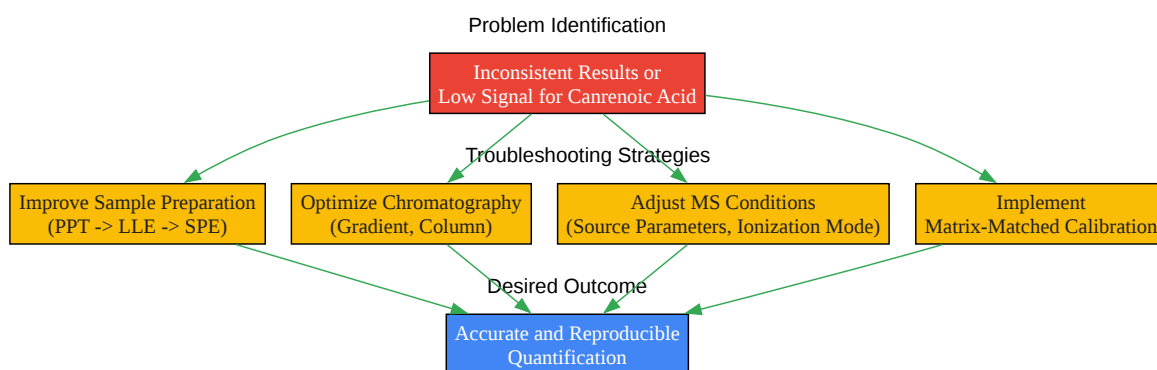 Problem Identification
Inconsistent Results or
Low Signal for Canrenoic Acid
Troubleshooting Strategies
Improve Sample Preparation
(PPT -> LLE -> SPE)
Optimize Chromatography
(Gradient, Column)
Adjust MS Conditions
(Source Parameters, Ionization Mode)
Implement
Matrix-Matched Calibration
Desired Outcome
Accurate and Reproducible
Quantification